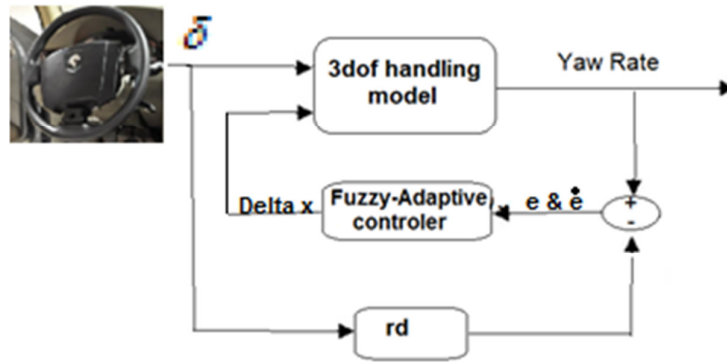 δ
3dof handling
model
Yaw Rate
Delta x
Fuzzy-Adaptive
controler
e & ė
+
-
rd